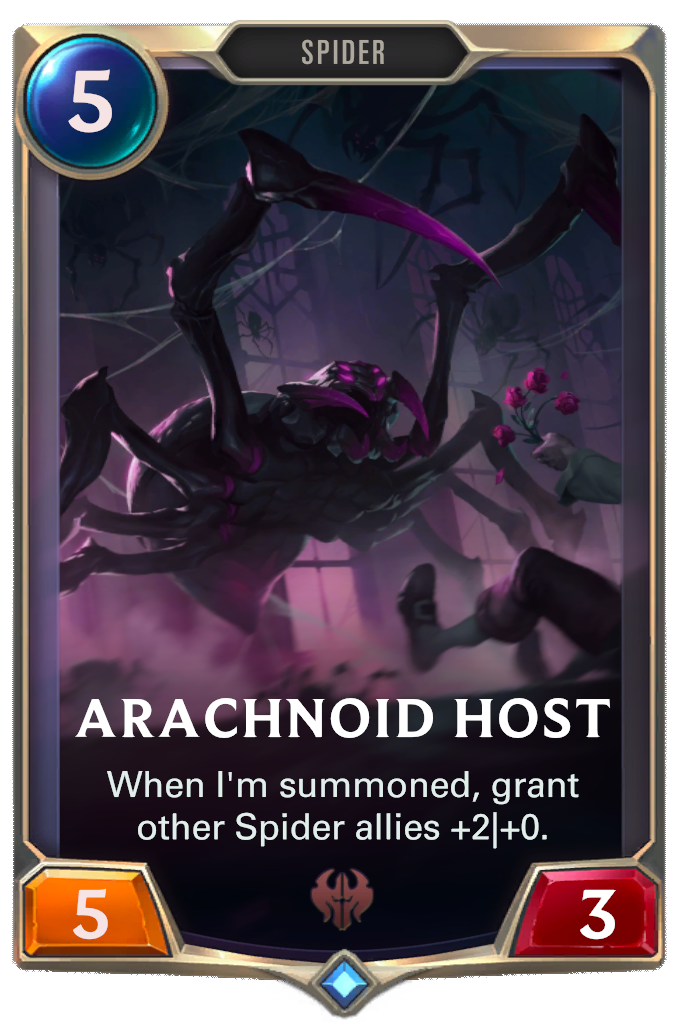 SPIDER
5
ARACHNOID HOST
When I'm summoned, grant
other Spider allies +2|+0.
5
3